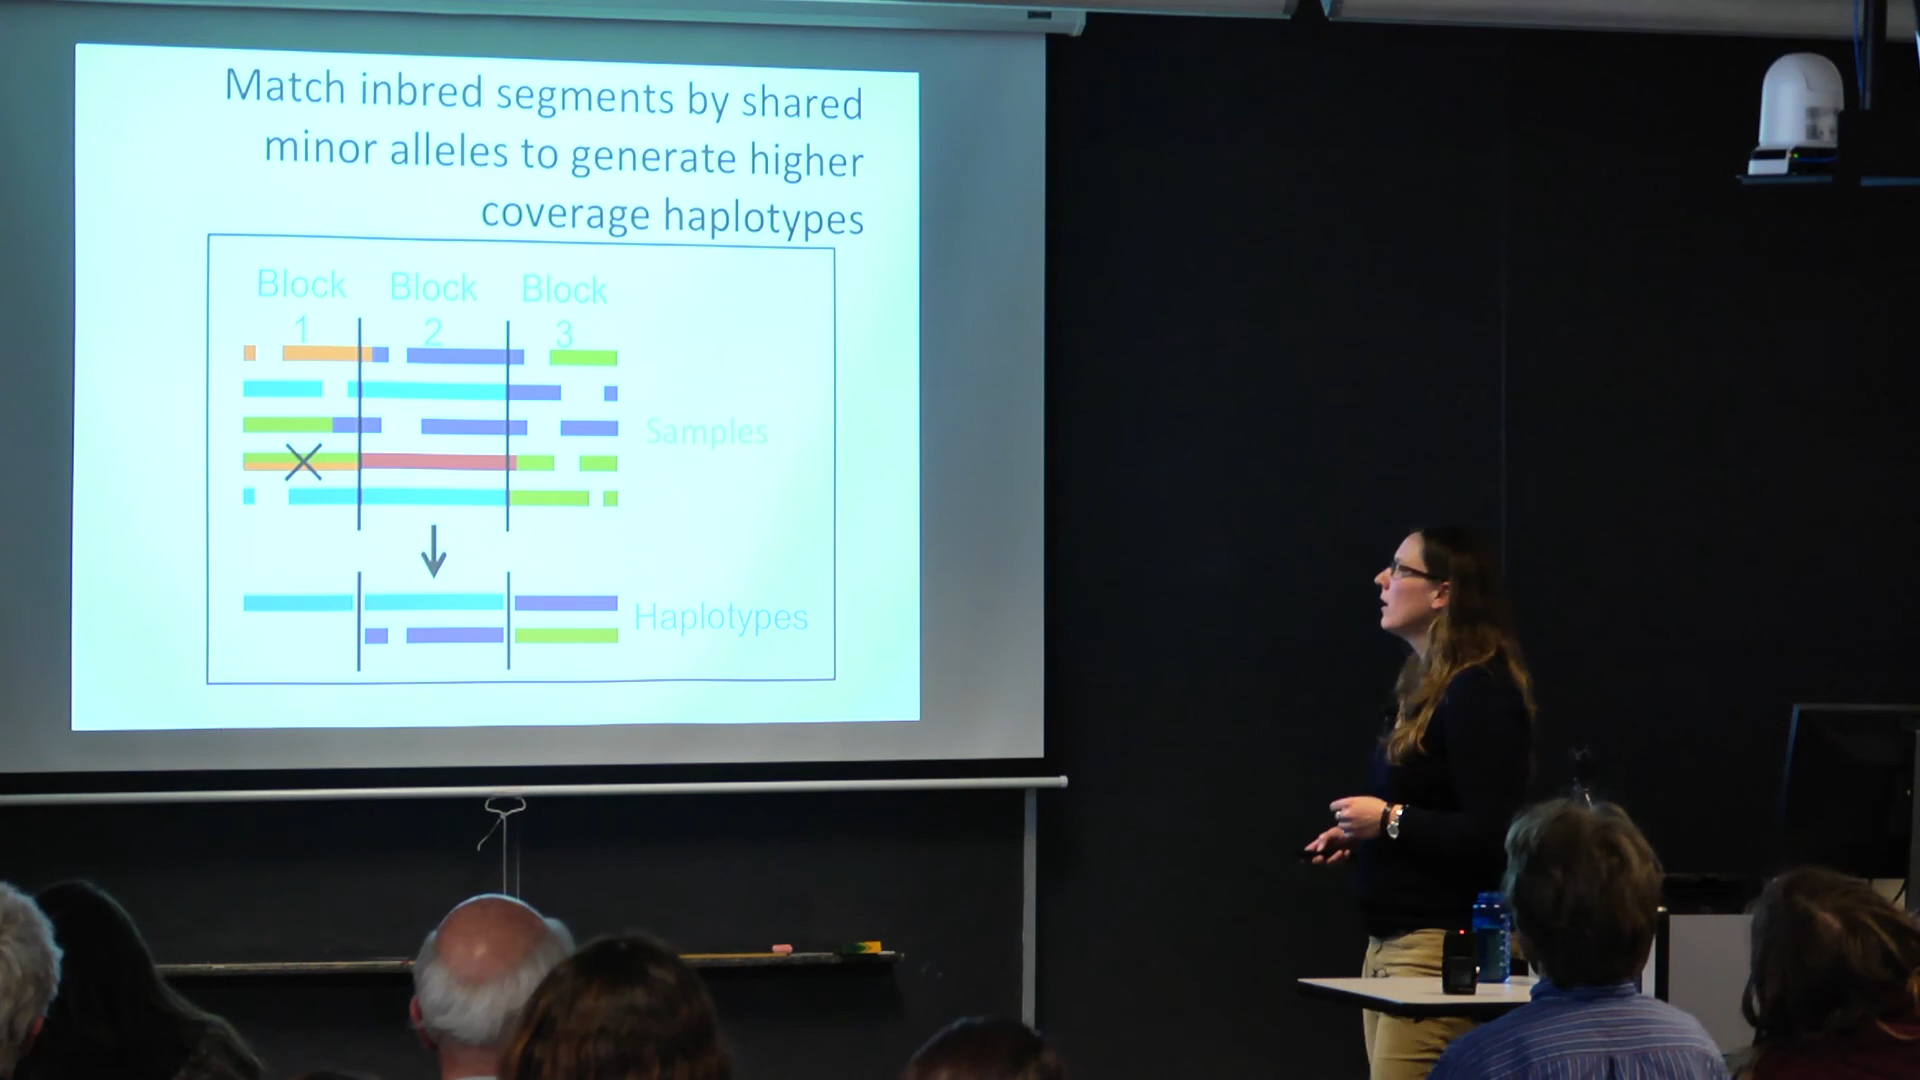 Match inbred segments by shared
minor alleles to generate higher
coverage haplotypes
Block 1
Block 2
Block 3
Samples
Haplotypes